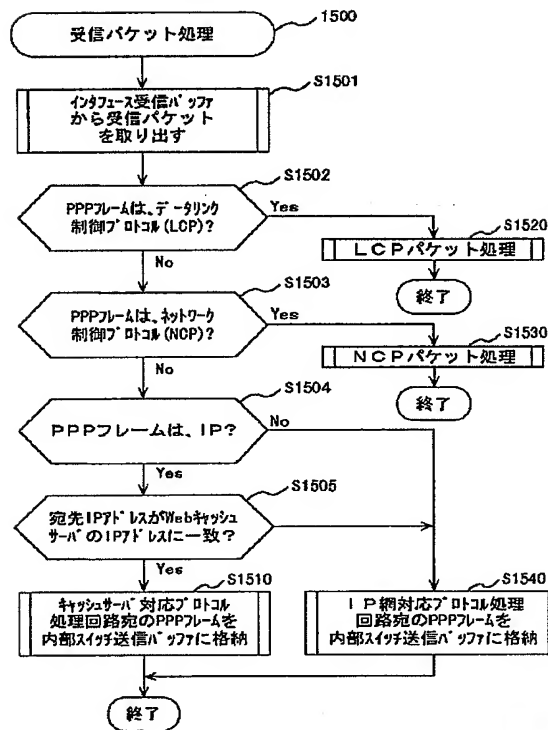 受信パケット処理
1500
S1501
インタフェース受信バッファ
から受信パケット
を取り出す
S1502
PPPフレームは、データリンク
制御プロトコル(LCP)?
Yes
No
S1520
LCPパケット処理
終了
S1503
PPPフレームは、ネットワーク
制御プロトコル(NCP)?
Yes
No
S1530
NCPパケット処理
終了
S1504
PPPフレームは、IP?
No
Yes
S1505
宛先IPアドレスがWebキャッシュ
サーバのIPアドレスに一致?
Yes
S1510
キャッシュサーバ対応プロトコル
処理回路宛のPPPフレームを
内部スイッチ送信バッファに格納
S1540
IP網対応プロトコル処理
回路宛のPPPフレームを
内部スイッチ送信バッファに格納
終了